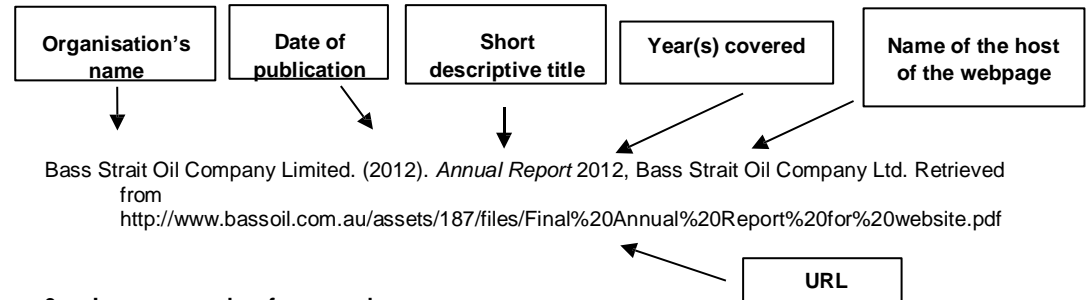 Organisation's
name
Date of
publication
Short
descriptive title
Year(s) covered
Name of the host
of the webpage
Bass Strait Oil Company Limited. (2012). Annual Report 2012, Bass Strait Oil Company Ltd. Retrieved
from
http://www.bassoil.com.au/assets/187/files/Final%20Annual%20Report%20for%20website.pdf
URL